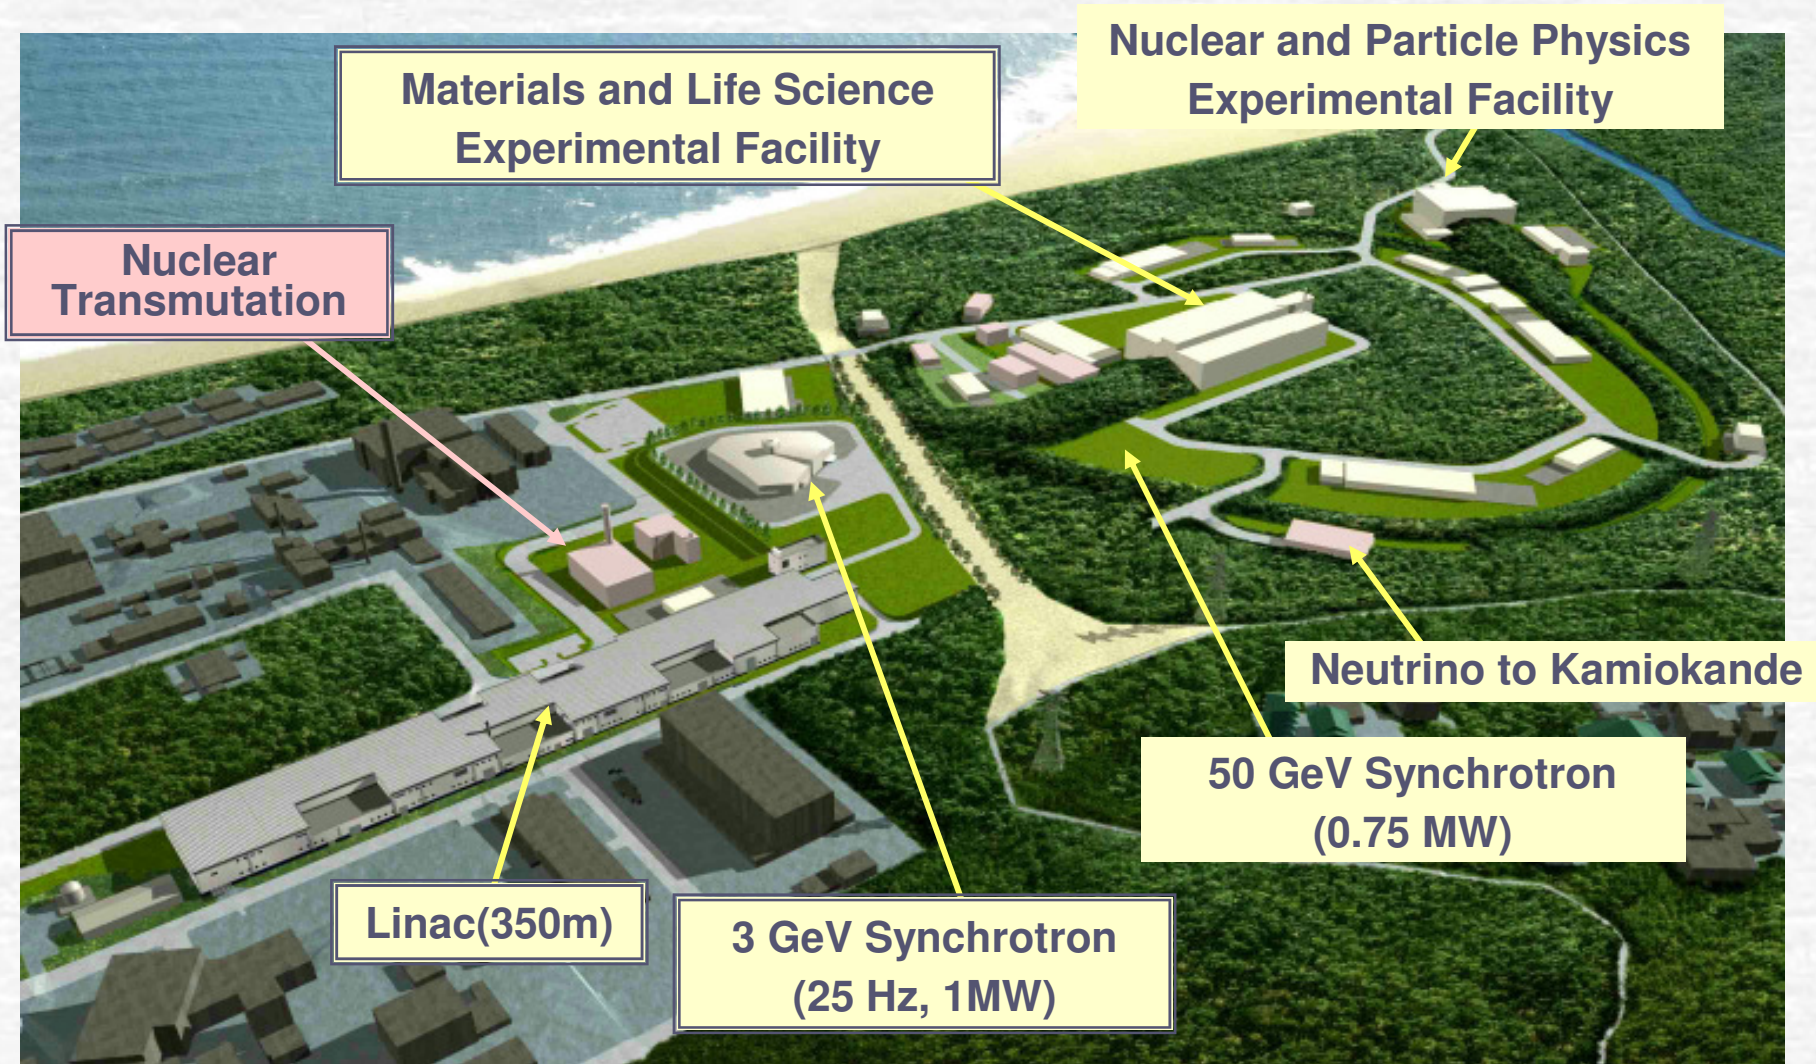 Nuclear and Particle Physics
Experimental Facility
Materials and Life Science
Experimental Facility
Nuclear
Transmutation
Neutrino to Kamiokande
50 GeV Synchrotron
(0.75 MW)
Linac(350m)
3 GeV Synchrotron
(25 Hz, 1MW)